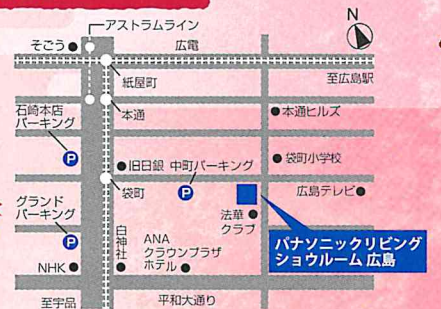 アストラムライン
N
そごう
広電
紙屋町
至広島駅
石崎本店
パーキング
本通
本通ヒルズ
P
旧日銀
中町パーキング
袋町小学校
袋町
P
広島テレビ
グランド
パーキング
法華
クラブ
P
白神社
ANA
クラウンプラザ
ホテル
パナソニックリビング
ショウルーム 広島
NHK
至宇品
平和大通り